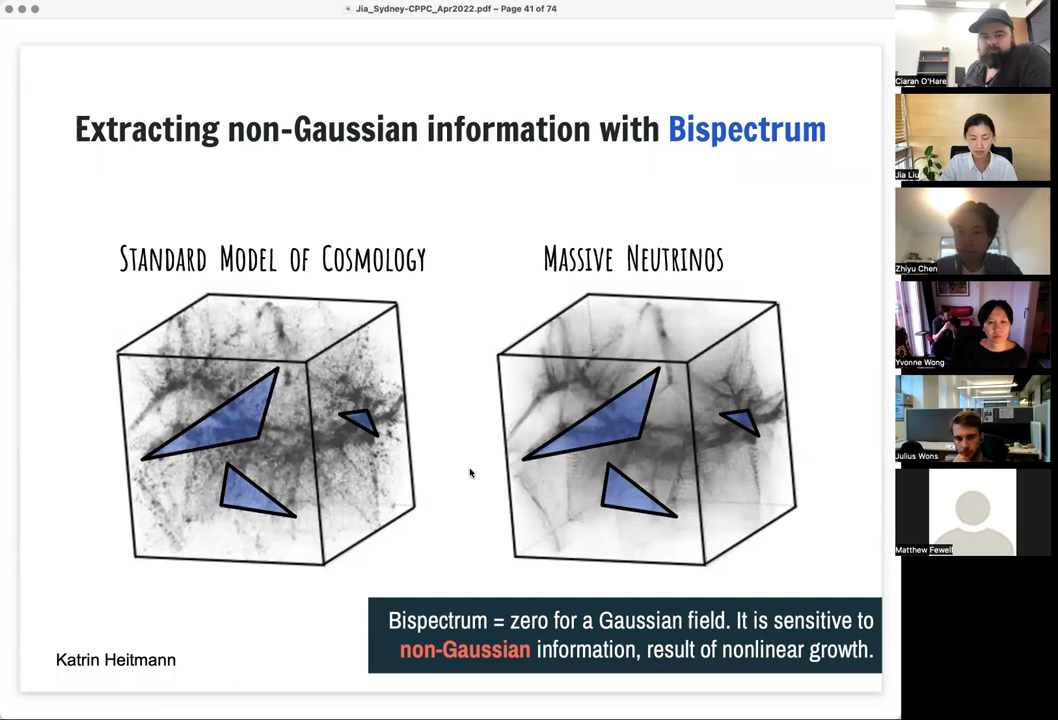 Jia_Sydney-CPPC_Apr2022.pdf – Page 41 of 74
Extracting non-Gaussian information with Bispectrum
STANDARD MODEL OF COSMOLOGY
MASSIVE NEUTRINOS
Bispectrum = zero for a Gaussian field. It is sensitive to
non-Gaussian information, result of nonlinear growth.
Katrin Heitmann
Ciaran O'Hare
Jia Liu
Zhiyu Chen
Yvonne Wong
Julius Wons
Matthew Fewell